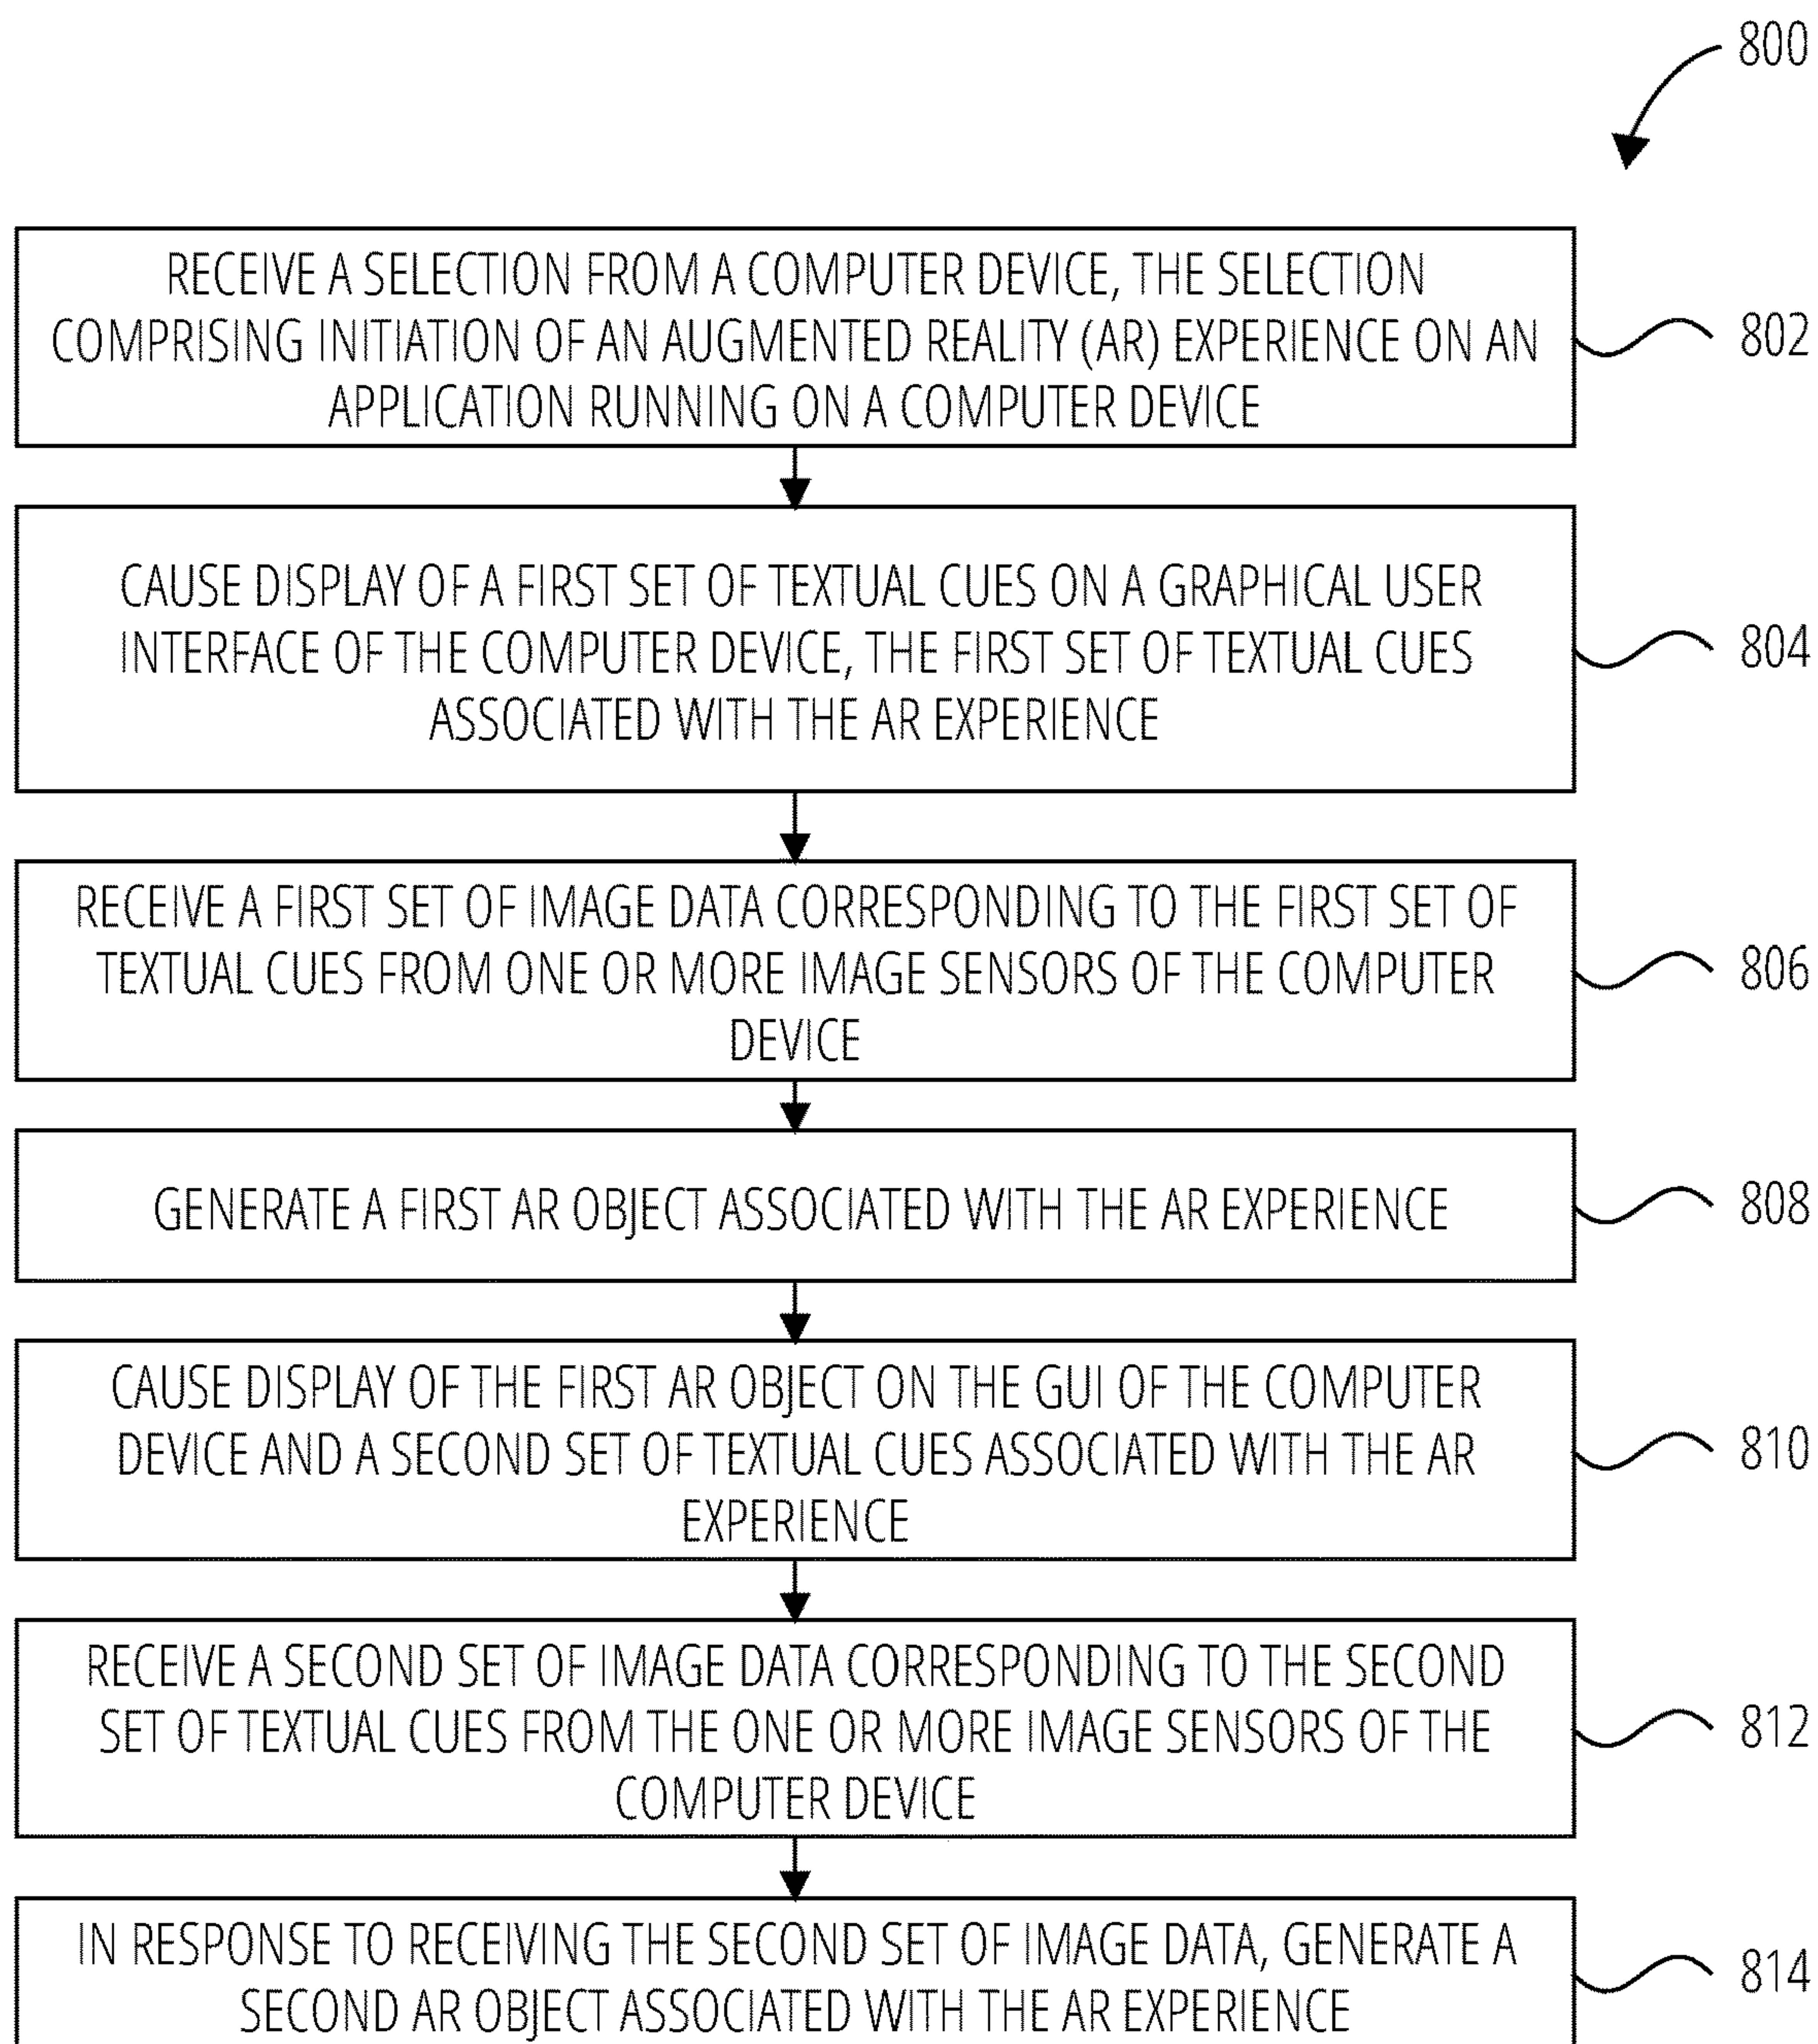 800
RECEIVE A SELECTION FROM A COMPUTER DEVICE, THE SELECTION
COMPRISING INITIATION OF AN AUGMENTED REALITY (AR) EXPERIENCE ON AN
APPLICATION RUNNING ON A COMPUTER DEVICE
802
CAUSE DISPLAY OF A FIRST SET OF TEXTUAL CUES ON A GRAPHICAL USER
INTERFACE OF THE COMPUTER DEVICE, THE FIRST SET OF TEXTUAL CUES
ASSOCIATED WITH THE AR EXPERIENCE
804
RECEIVE A FIRST SET OF IMAGE DATA CORRESPONDING TO THE FIRST SET OF
TEXTUAL CUES FROM ONE OR MORE IMAGE SENSORS OF THE COMPUTER
DEVICE
806
GENERATE A FIRST AR OBJECT ASSOCIATED WITH THE AR EXPERIENCE
808
CAUSE DISPLAY OF THE FIRST AR OBJECT ON THE GUI OF THE COMPUTER
DEVICE AND A SECOND SET OF TEXTUAL CUES ASSOCIATED WITH THE AR
EXPERIENCE
810
RECEIVE A SECOND SET OF IMAGE DATA CORRESPONDING TO THE SECOND
SET OF TEXTUAL CUES FROM THE ONE OR MORE IMAGE SENSORS OF THE
COMPUTER DEVICE
812
IN RESPONSE TO RECEIVING THE SECOND SET OF IMAGE DATA, GENERATE A
SECOND AR OBJECT ASSOCIATED WITH THE AR EXPERIENCE
814